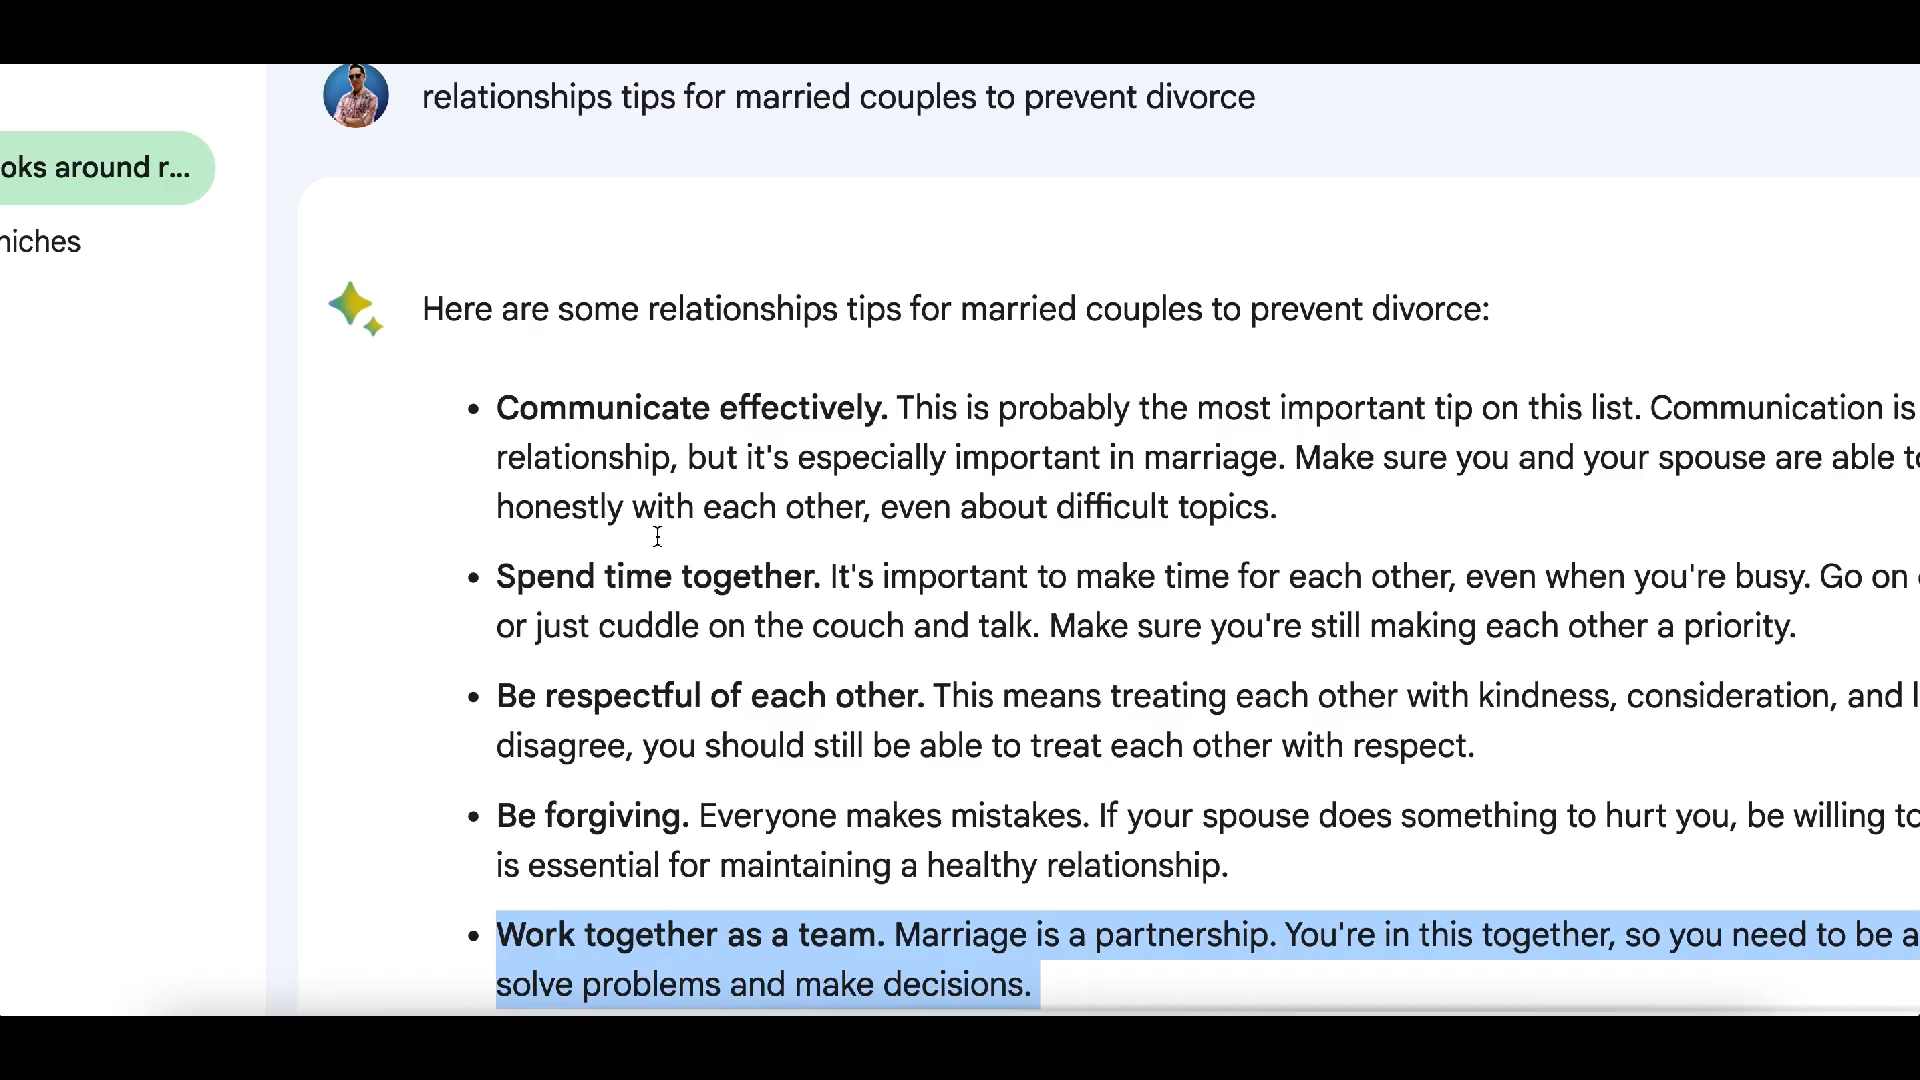 relationships tips for married couples to prevent divorce
oks around r...
niches
Here are some relationships tips for married couples to prevent divorce:
• Communicate effectively. This is probably the most important tip on this list. Communication is
relationship, but it's especially important in marriage. Make sure you and your spouse are able to
honestly with each other, even about difficult topics.
• Spend time together. It's important to make time for each other, even when you're busy. Go on
or just cuddle on the couch and talk. Make sure you're still making each other a priority.
• Be respectful of each other. This means treating each other with kindness, consideration, and
disagree, you should still be able to treat each other with respect.
• Be forgiving. Everyone makes mistakes. If your spouse does something to hurt you, be willing to
is essential for maintaining a healthy relationship.
• Work together as a team. Marriage is a partnership. You're in this together, so you need to be a
solve problems and make decisions.